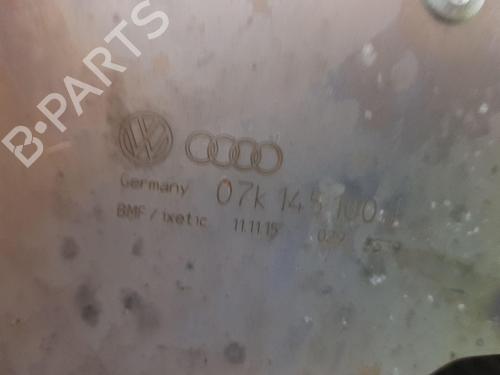 B-PARTS
Germany 07k 145 100
BMF / ixetic 11.11.15